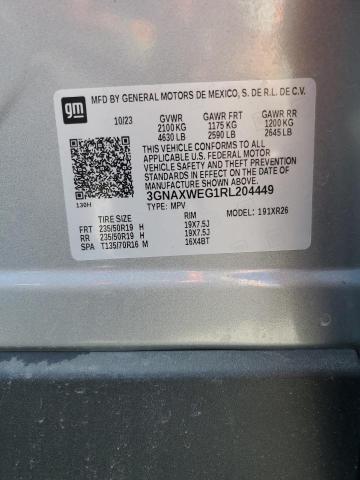 gm MFD BY GENERAL MOTORS DE MEXICO, S. DE R.L. DE C.V.
10/23 GVWR GAWR FRT GAWR RR
2100 KG 1175 KG 1200 KG
4630 LB 2590 LB 2645 LB
THIS VEHICLE CONFORMS TO ALL
APPLICABLE U.S. FEDERAL MOTOR
VEHICLE SAFETY, BUMPER, AND THEFT
PREVENTION STANDARDS IN EFFECT ON
THE DATE OF MANUFACTURE SHOWN ABOVE.
130H 3GNAXWEG1RL204449
TYPE: MPV MODEL: 191XR26
TIRE SIZE RIM
FRT 235/50R19 H 19X7.5J
RR 235/50R19 H 19X7.5J
SPA T135/70R16 M 16X4BT